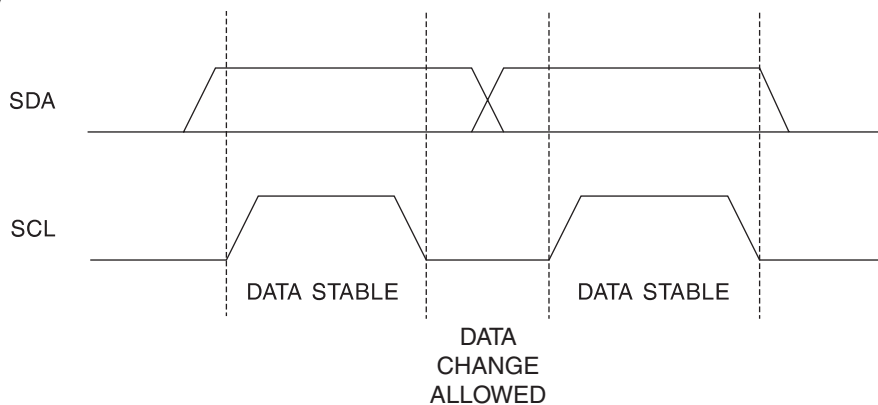 SDA
SCL
DATA STABLE
DATA STABLE
DATA
CHANGE
ALLOWED